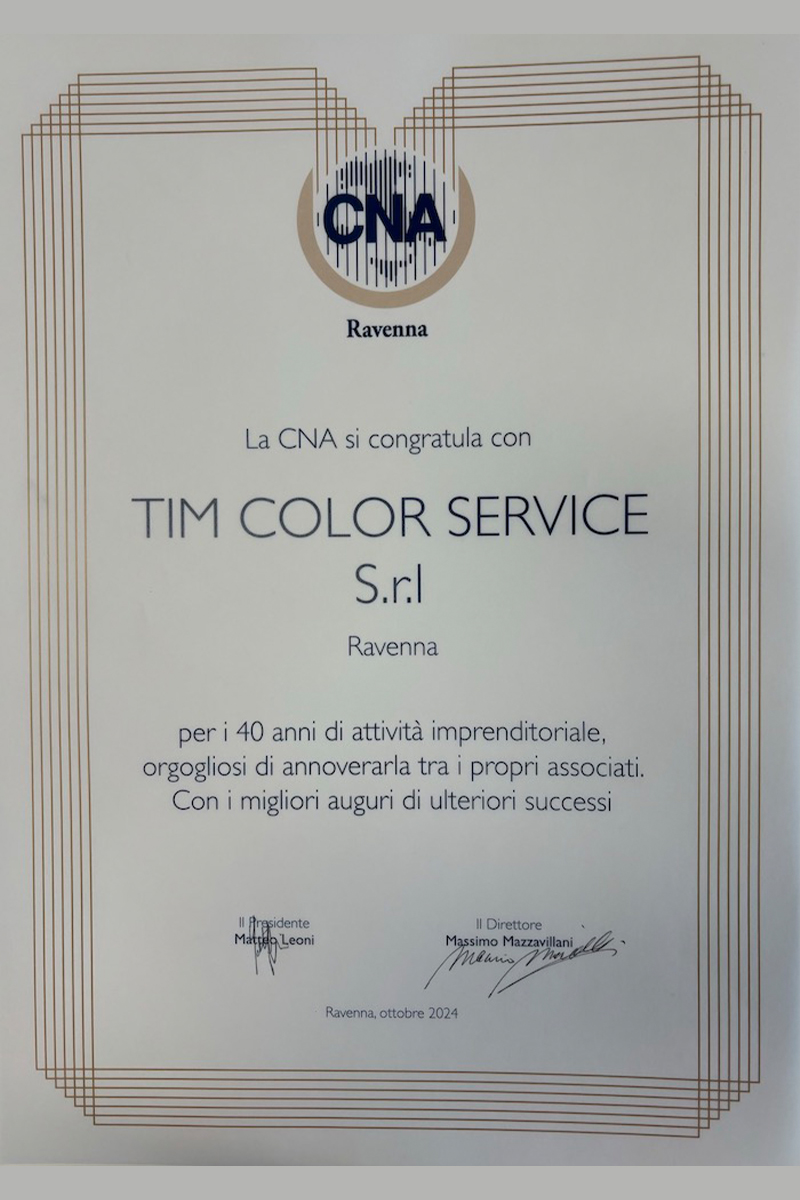 CNA
Ravenna
La CNA si congratula con
TIM COLOR SERVICE
S.r.l
Ravenna
per i 40 anni di attività imprenditoriale,
orgogliosi di annoverarla tra i propri associati.
Con i migliori auguri di ulteriori successi
Il Presidente
Matteo Leoni
Il Direttore
Massimo Mazzavillani
Ravenna, ottobre 2024